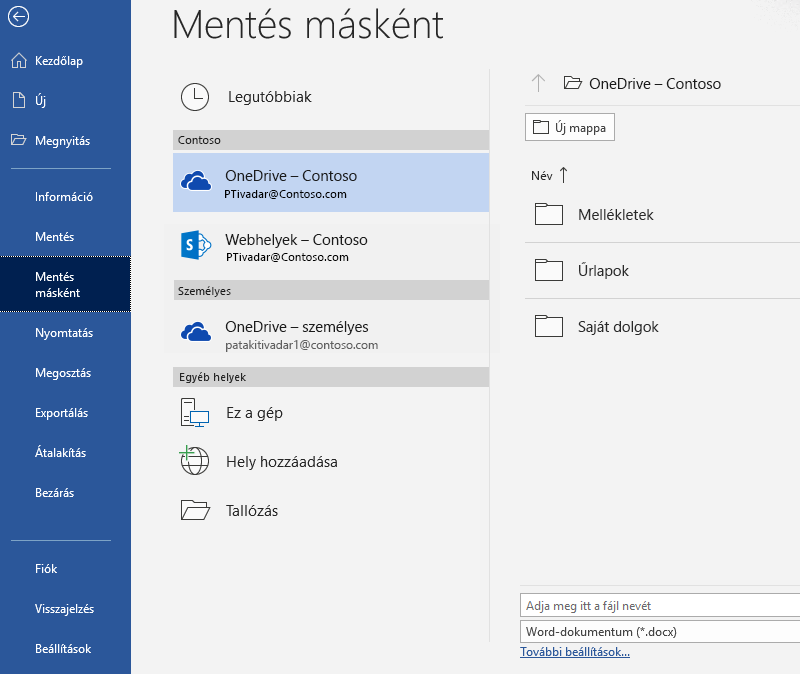 Mentés másként
Kezdőlap
Új
Megnyitás
Információ
Mentés
Mentés
másként
Nyomtatás
Megosztás
Exportálás
Átalakítás
Bezárás
Fiók
Visszajelzés
Beállítások
Legutóbbiak
Contoso
OneDrive – Contoso
PTivadar@Contoso.com
Webhelyek – Contoso
PTivadar@Contoso.com
Személyes
OneDrive – személyes
patakitivadar1@contoso.com
Egyéb helyek
Ez a gép
Hely hozzáadása
Tallózás
OneDrive – Contoso
Új mappa
Név ↑
Mellékletek
Űrlapok
Saját dolgok
Adja meg itt a fájl nevét
Word-dokumentum (*.docx)
További beállítások...